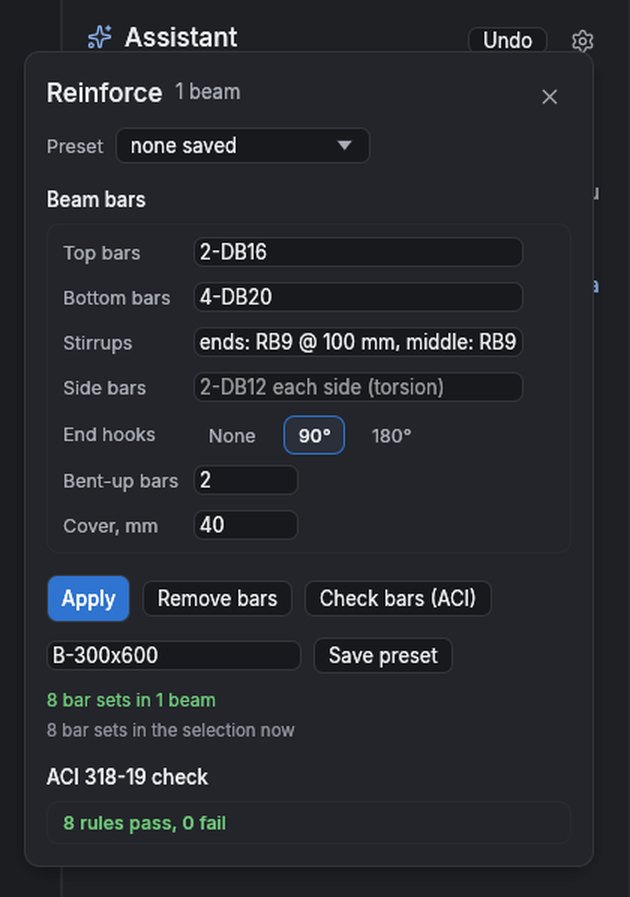 Assistant
Undo
Reinforce 1 beam
Preset none saved
Beam bars
Top bars 2-DB16
Bottom bars 4-DB20
Stirrups ends: RB9 @ 100 mm, middle: RB9
Side bars 2-DB12 each side (torsion)
End hooks None 90° 180°
Bent-up bars 2
Cover, mm 40
Apply Remove bars Check bars (ACI)
B-300x600 Save preset
8 bar sets in 1 beam
8 bar sets in the selection now
ACI 318-19 check
8 rules pass, 0 fail